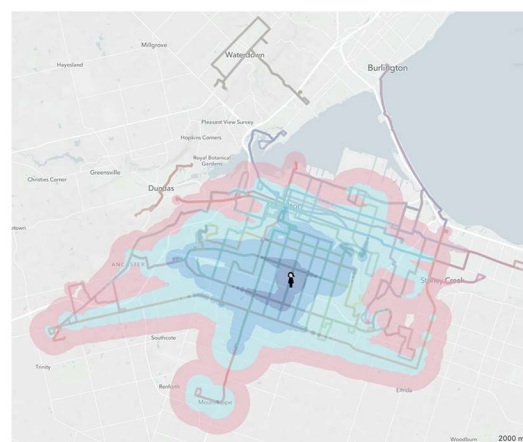 Millgrove
Waterdown
Hayesland
Burlington
Pleasant View Survey
Hopkins Corners
Royal Botanical
Gardens
Greensville
Christies Corner
Dundas
ANCASTER
Stoney Creek
Southcote
Trinity
Renforth
Mount Hope
Elfrida
Woodburn
2000 m